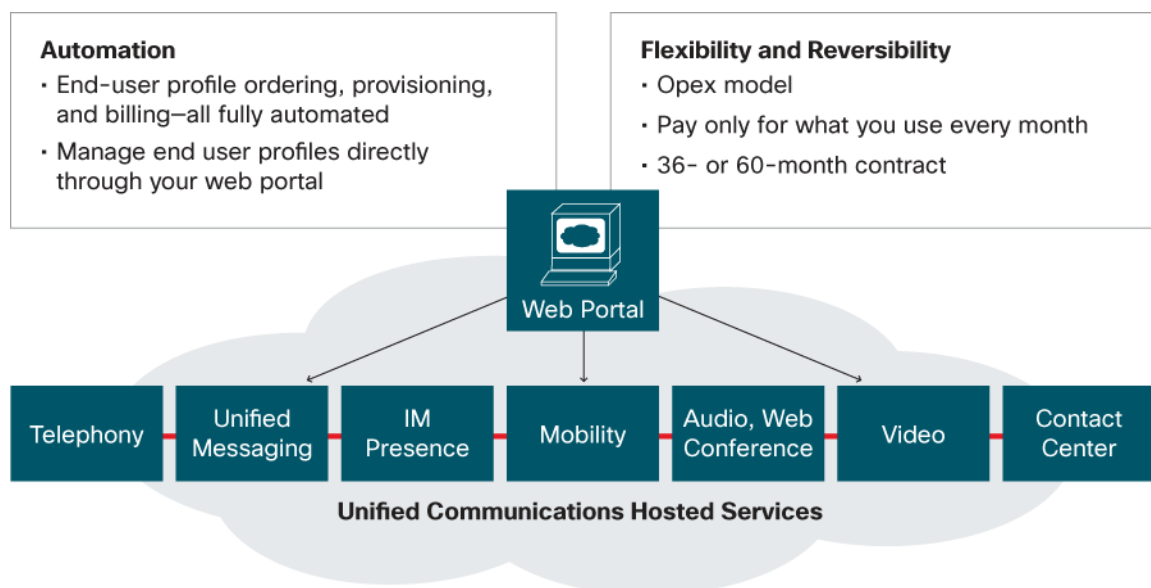 Automation
· End-user profile ordering, provisioning,
and billing—all fully automated
· Manage end user profiles directly
through your web portal
Flexibility and Reversibility
· Opex model
· Pay only for what you use every month
· 36- or 60-month contract
Web Portal
Telephony
Unified
Messaging
IM
Presence
Mobility
Audio, Web
Conference
Video
Contact
Center
Unified Communications Hosted Services